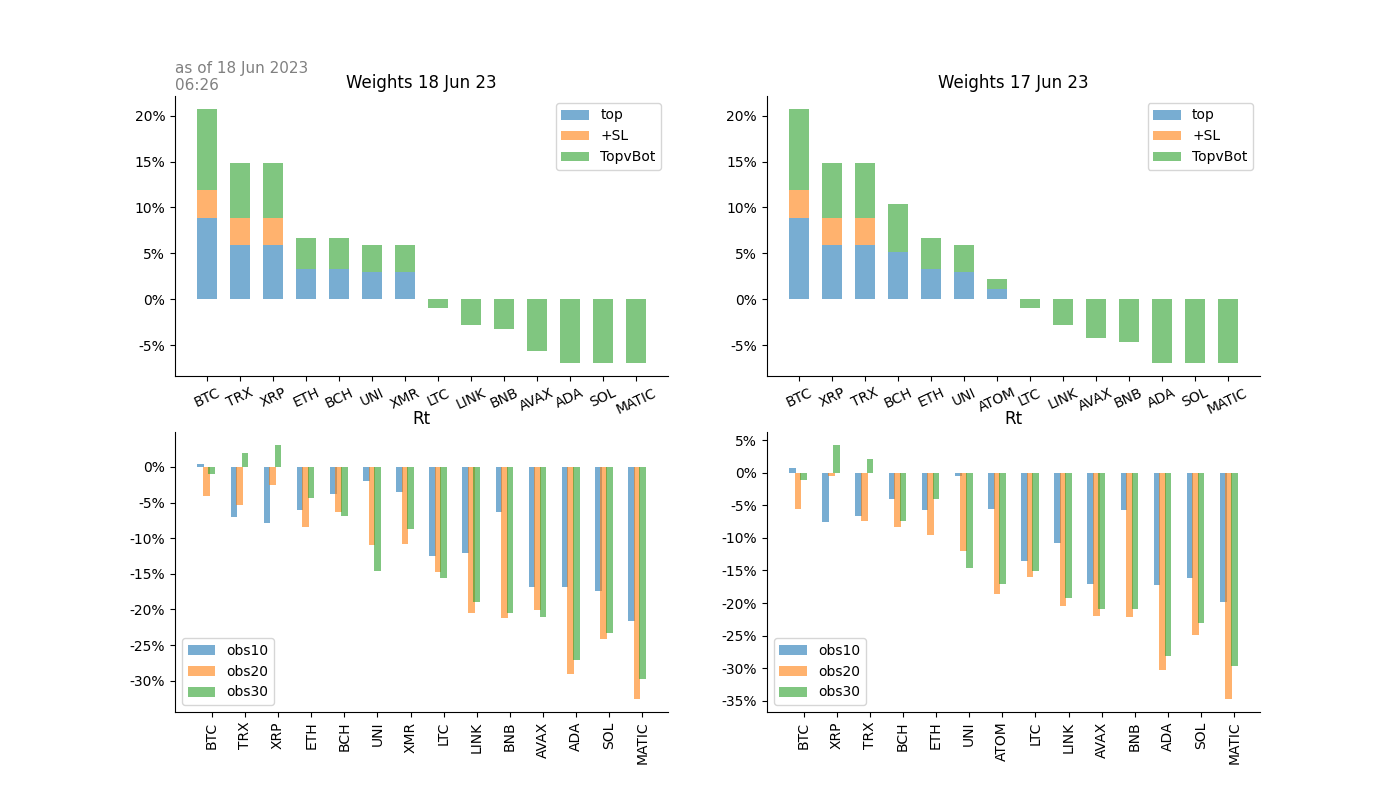 as of 18 Jun 2023
06:26
Weights 18 Jun 23
20%
15%
10%
5%
0%
-5%
top
+SL
TopvBot
BTC TRX XRP ETH BCH UNI XMR LTC LINK BNB AVAX ADA SOL MATIC
Weights 17 Jun 23
20%
15%
10%
5%
0%
-5%
top
+SL
TopvBot
BTC XRP TRX BCH ETH UNI ATOM LTC LINK AVAX BNB ADA SOL MATIC
Rt
0%
-5%
-10%
-15%
-20%
-25%
-30%
obs10
obs20
obs30
BTC TRX XRP ETH BCH UNI XMR LTC LINK BNB AVAX ADA SOL MATIC
Rt
5%
0%
-5%
-10%
-15%
-20%
-25%
-30%
-35%
obs10
obs20
obs30
BTC XRP TRX BCH ETH UNI ATOM LTC LINK AVAX BNB ADA SOL MATIC